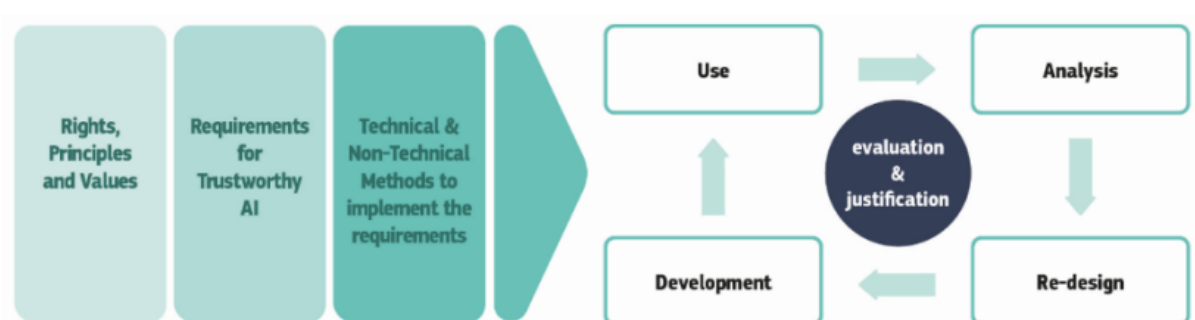 Rights,
Principles
and Values
Requirements
for
Trustworthy
AI
Technical &
Non-Technical
Methods to
implement the
requirements
Use
Analysis
evaluation
&
justification
Development
Re-design